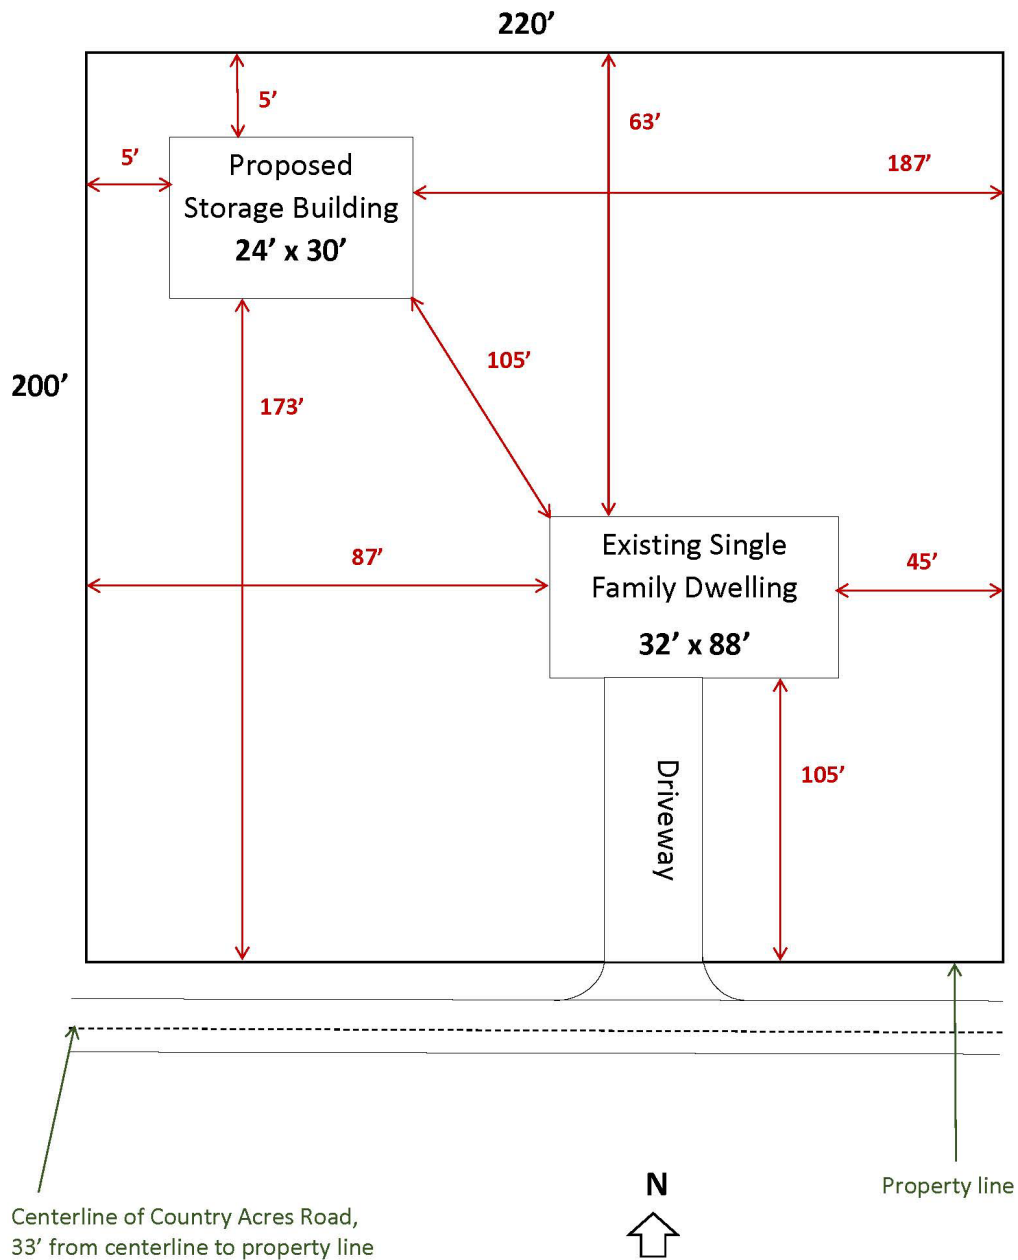 220’
5’
63’
5’
187’
Proposed
Storage Building
24’ x 30’
105’
200’
173’
Existing Single
Family Dwelling
32’ x 88’
87’
45’
105’
Driveway
N
Property line
Centerline of Country Acres Road,
33’ from centerline to property line